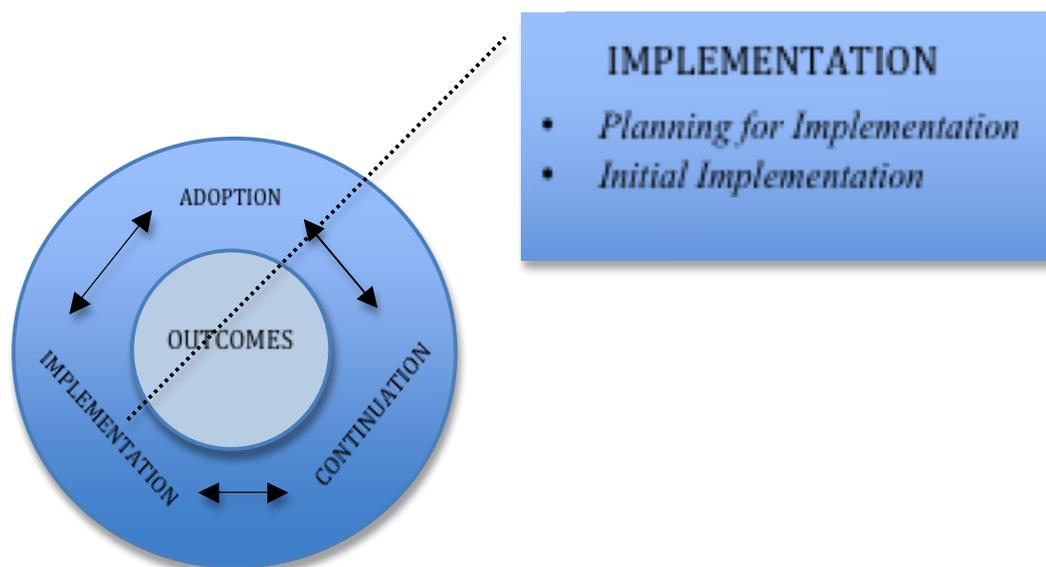 IMPLEMENTATION
• Planning for Implementation
• Initial Implementation
ADOPTION
OUTCOMES
IMPLEMENTATION
CONTINUATION